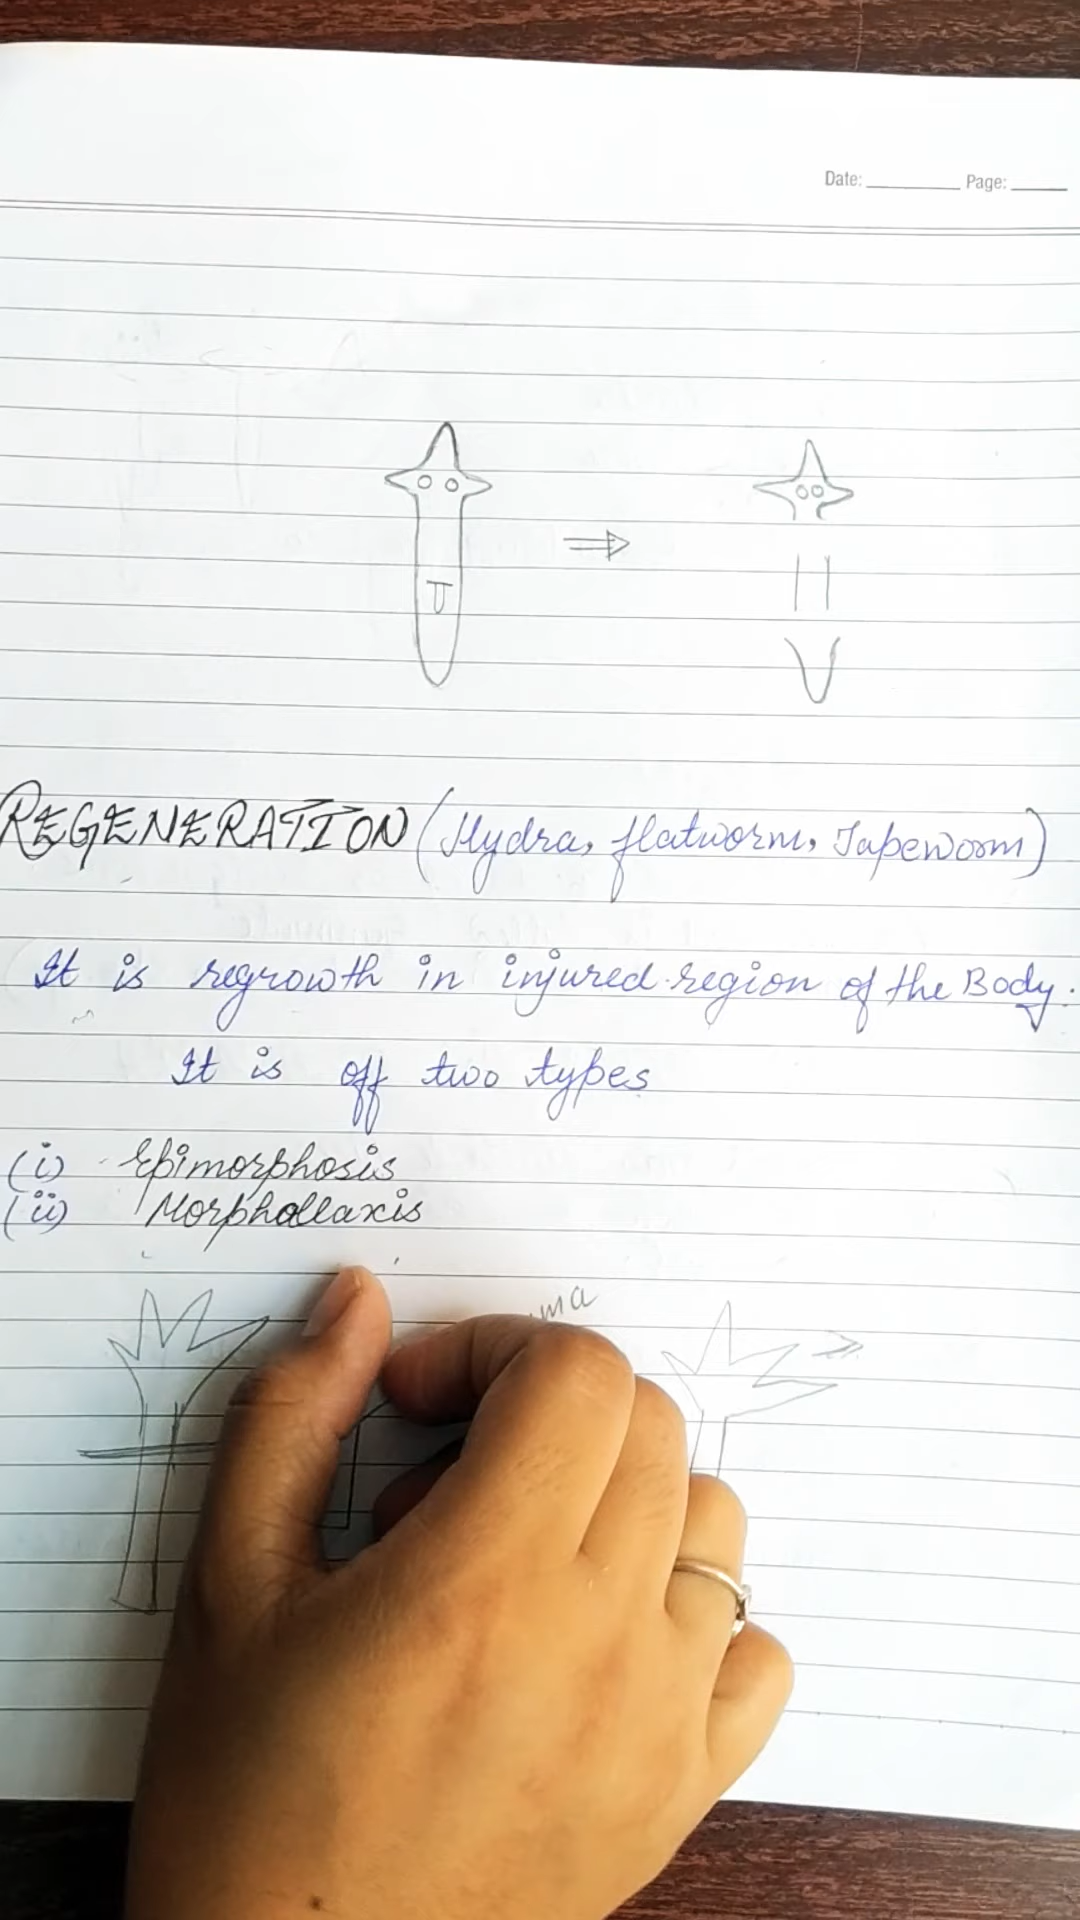 Date: Page:
REGENERATION (Hydra, flatworm, Tapeworm)
It is regrowth in injured region of the Body.
It is off two types
(i) Epimorphosis
(ii) Morphollaxis